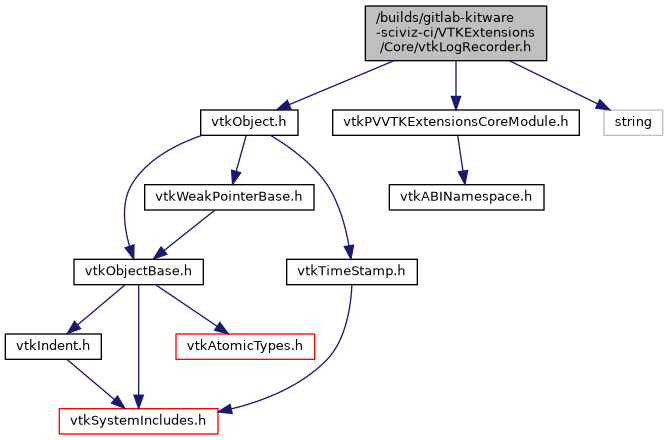 /builds/gitlab-kitware
-sciviz-ci/VTKExtensions
/Core/vtkLogRecorder.h
vtkObject.h
vtkPVVTKExtensionsCoreModule.h
string
vtkWeakPointerBase.h
vtkABINamespace.h
vtkObjectBase.h
vtkTimeStamp.h
vtkIndent.h
vtkAtomicTypes.h
vtkSystemIncludes.h